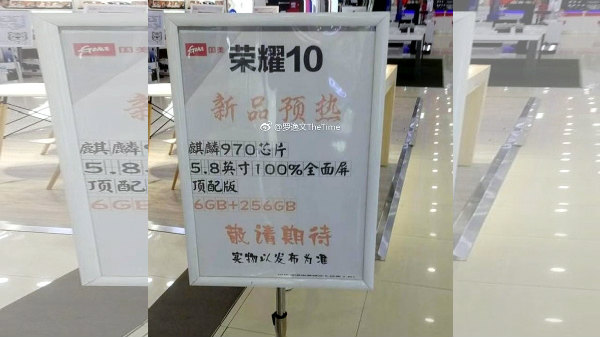 Gome 国美
荣耀10
新品预热
@罗渔文TheTime
麒麟970芯片
5.8英寸100%全面屏
顶配版
6GB+256GB
敬请期待
实物以发布为准